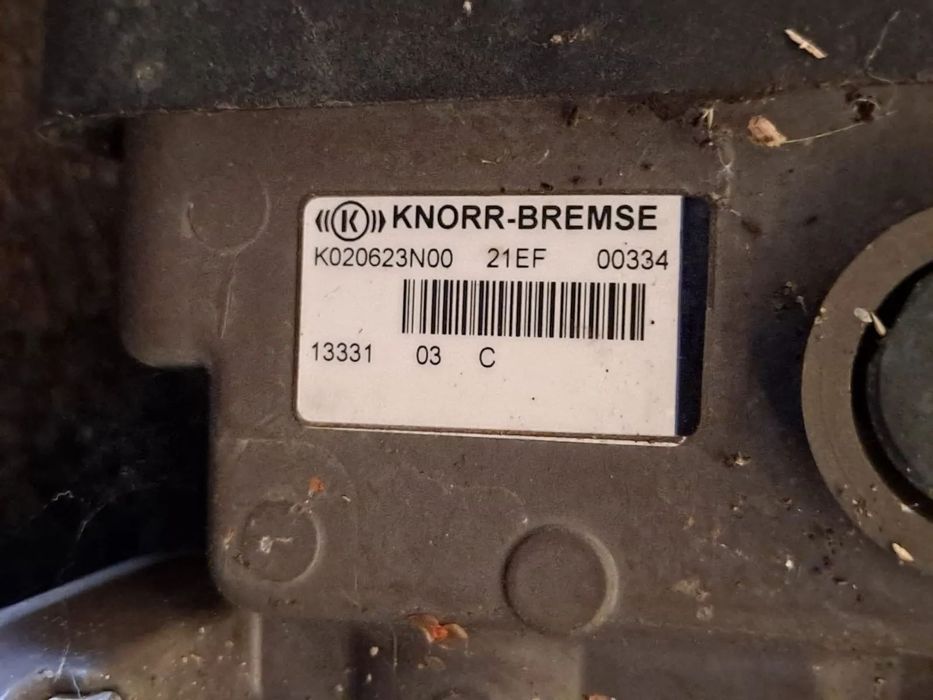 K KNORR-BREMSE
K020623N00 21EF 00334
13331 03 C